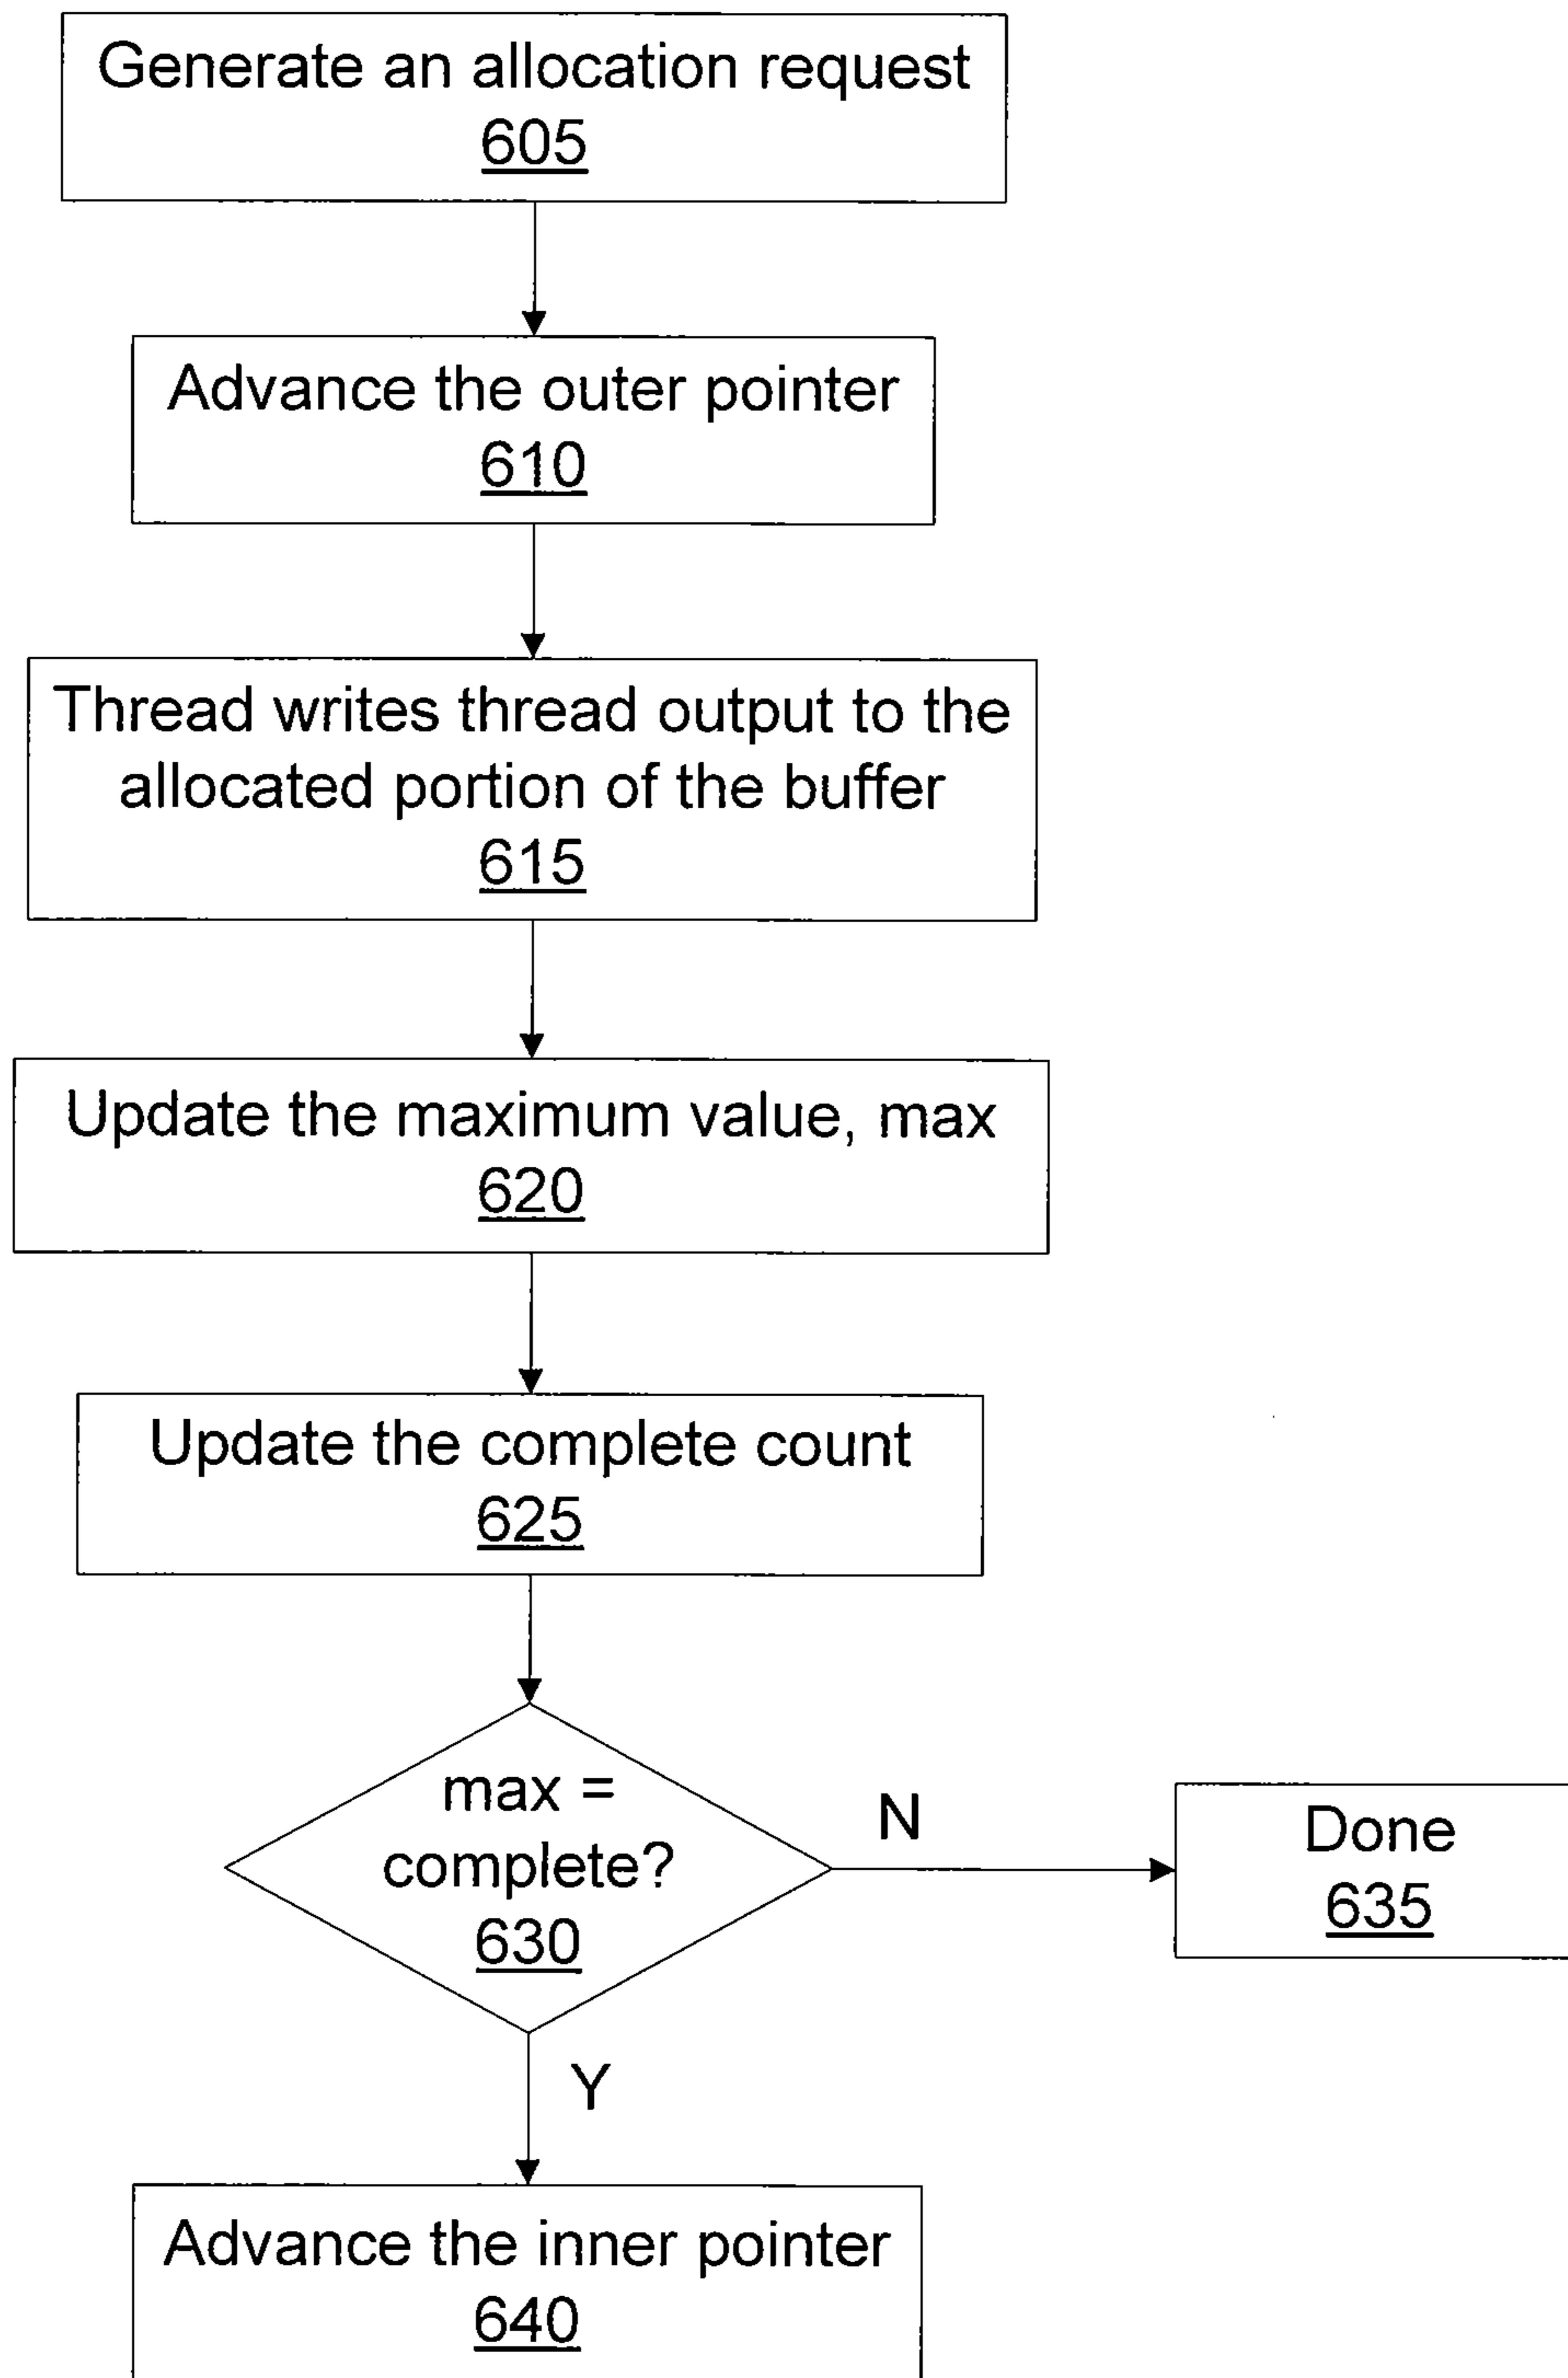 Generate an allocation request
605
Advance the outer pointer
610
Thread writes thread output to the
allocated portion of the buffer
615
Update the maximum value, max
620
Update the complete count
625
max =
complete?
630
N
Done
635
Y
Advance the inner pointer
640